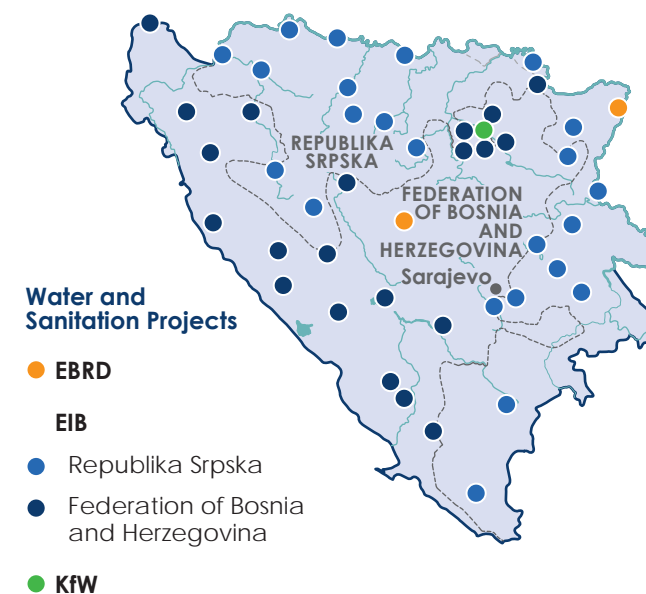 REPUBLIKA
SRPSKA
FEDERATION
OF BOSNIA
AND
HERZEGOVINA
Sarajevo
Water and
Sanitation Projects
EBRD
EIB
Republika Srpska
Federation of Bosnia
and Herzegovina
KfW